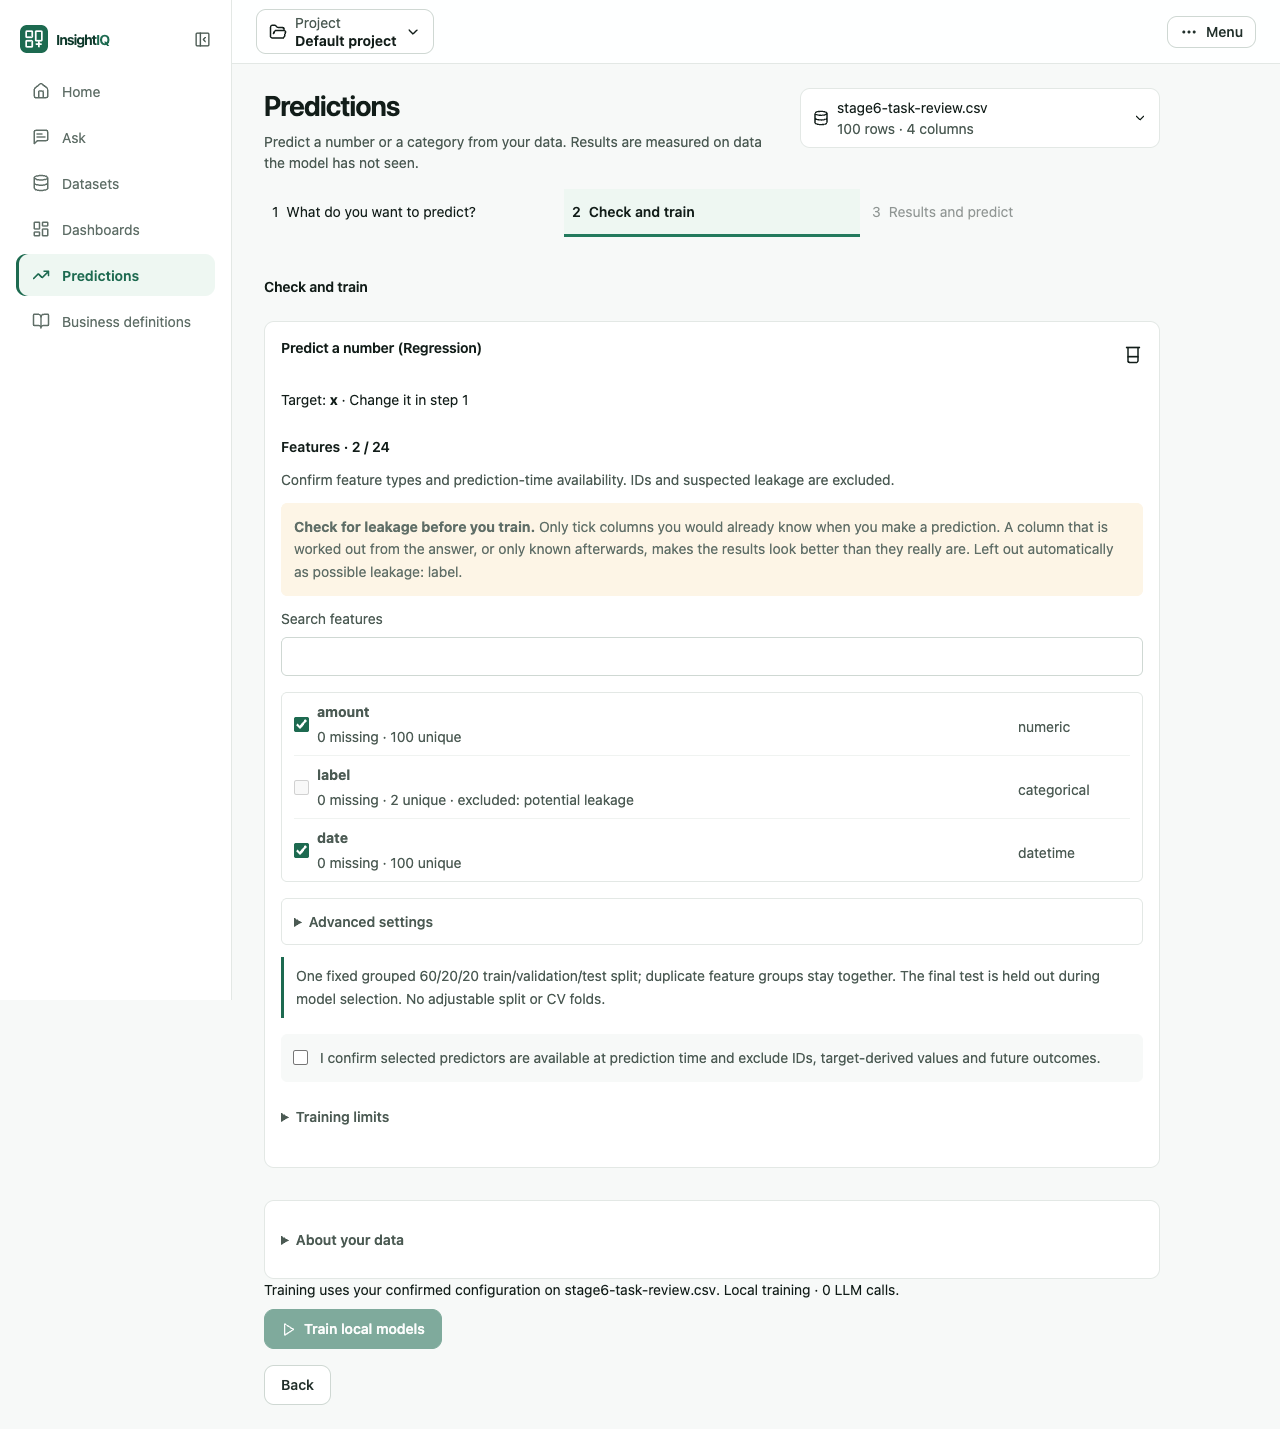 InsightIQ
Home
Ask
Datasets
Dashboards
Predictions
Business definitions
Project
Default project
Menu
Predictions
Predict a number or a category from your data. Results are measured on data
the model has not seen.
stage6-task-review.csv
100 rows · 4 columns
1 What do you want to predict?
2 Check and train
3 Results and predict
Check and train
Predict a number (Regression)
Target: x · Change it in step 1
Features · 2 / 24
Confirm feature types and prediction-time availability. IDs and suspected leakage are excluded.
Check for leakage before you train. Only tick columns you would already know when you make a prediction. A column that is
worked out from the answer, or only known afterwards, makes the results look better than they really are. Left out automatically
as possible leakage: label.
Search features
amount
0 missing · 100 unique
numeric
label
0 missing · 2 unique · excluded: potential leakage
categorical
date
0 missing · 100 unique
datetime
Advanced settings
One fixed grouped 60/20/20 train/validation/test split; duplicate feature groups stay together. The final test is held out during
model selection. No adjustable split or CV folds.
I confirm selected predictors are available at prediction time and exclude IDs, target-derived values and future outcomes.
Training limits
About your data
Training uses your confirmed configuration on stage6-task-review.csv. Local training · 0 LLM calls.
Train local models
Back